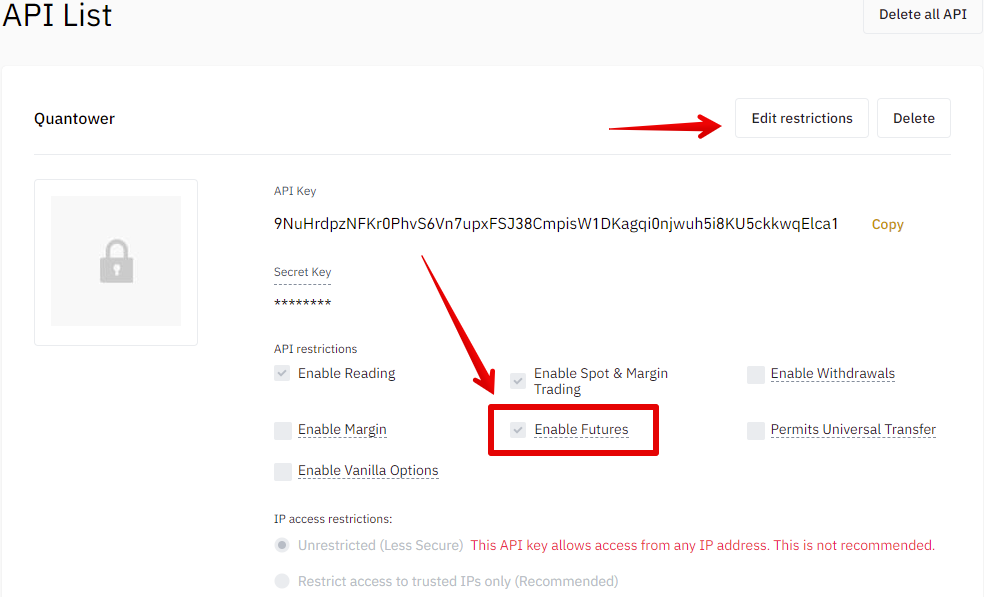 API List
Delete all API
Quantower
Edit restrictions
Delete
API Key
9NuHrdpzNFKr0PhvS6Vn7upxFSJ38CmpisW1DKagqi0njwuh5i8KU5ckkwqElca1
Copy
Secret Key
********
API restrictions
Enable Reading
Enable Spot & Margin
Trading
Enable Withdrawals
Enable Margin
Enable Futures
Permits Universal Transfer
Enable Vanilla Options
IP access restrictions:
Unrestricted (Less Secure) This API key allows access from any IP address. This is not recommended.
Restrict access to trusted IPs only (Recommended)